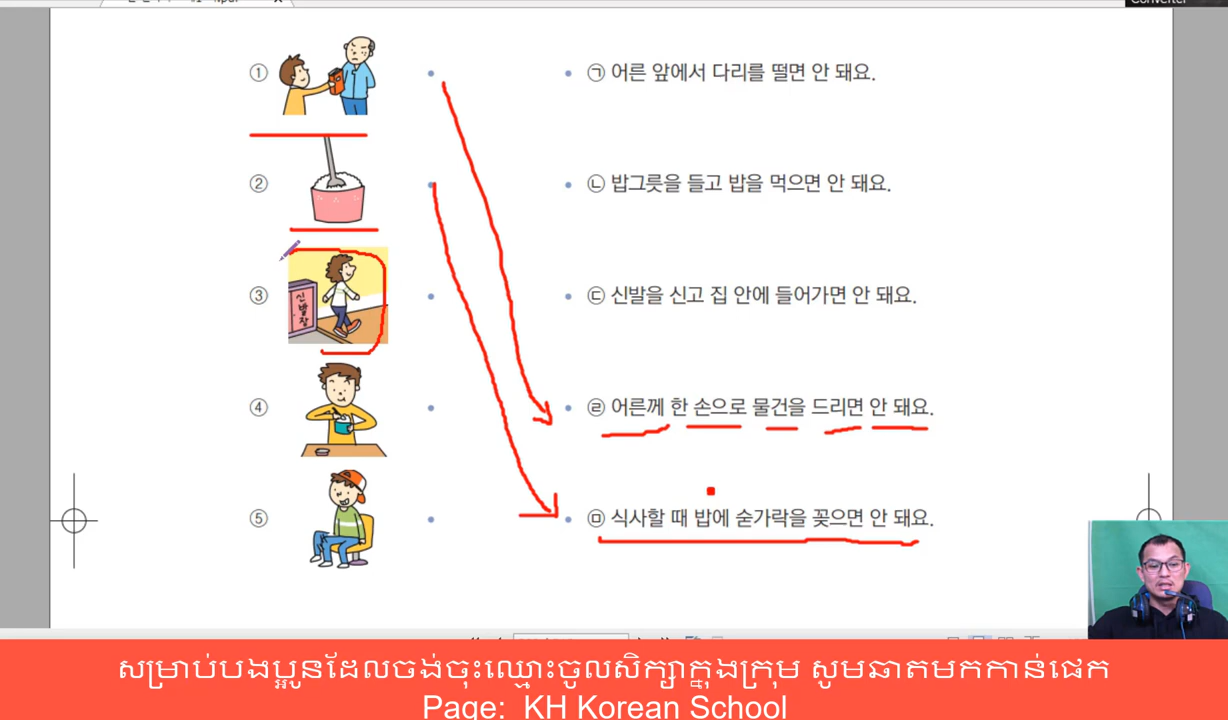 ① ㉠ 어른 앞에서 다리를 떨면 안 돼요.
② ㉡ 밥그릇을 들고 밥을 먹으면 안 돼요.
신발장
③ ㉢ 신발을 신고 집 안에 들어가면 안 돼요.
④ ㉣ 어른께 한 손으로 물건을 드리면 안 돼요.
⑤ ㉤ 식사할 때 밥에 숟가락을 꽂으면 안 돼요.
សម្រាប់បងប្អូនដែលចង់ចុះឈ្មោះចូលសិក្សាក្នុងក្រុម សូមឆាតមកកាន់ផេក
Page: KH Korean School